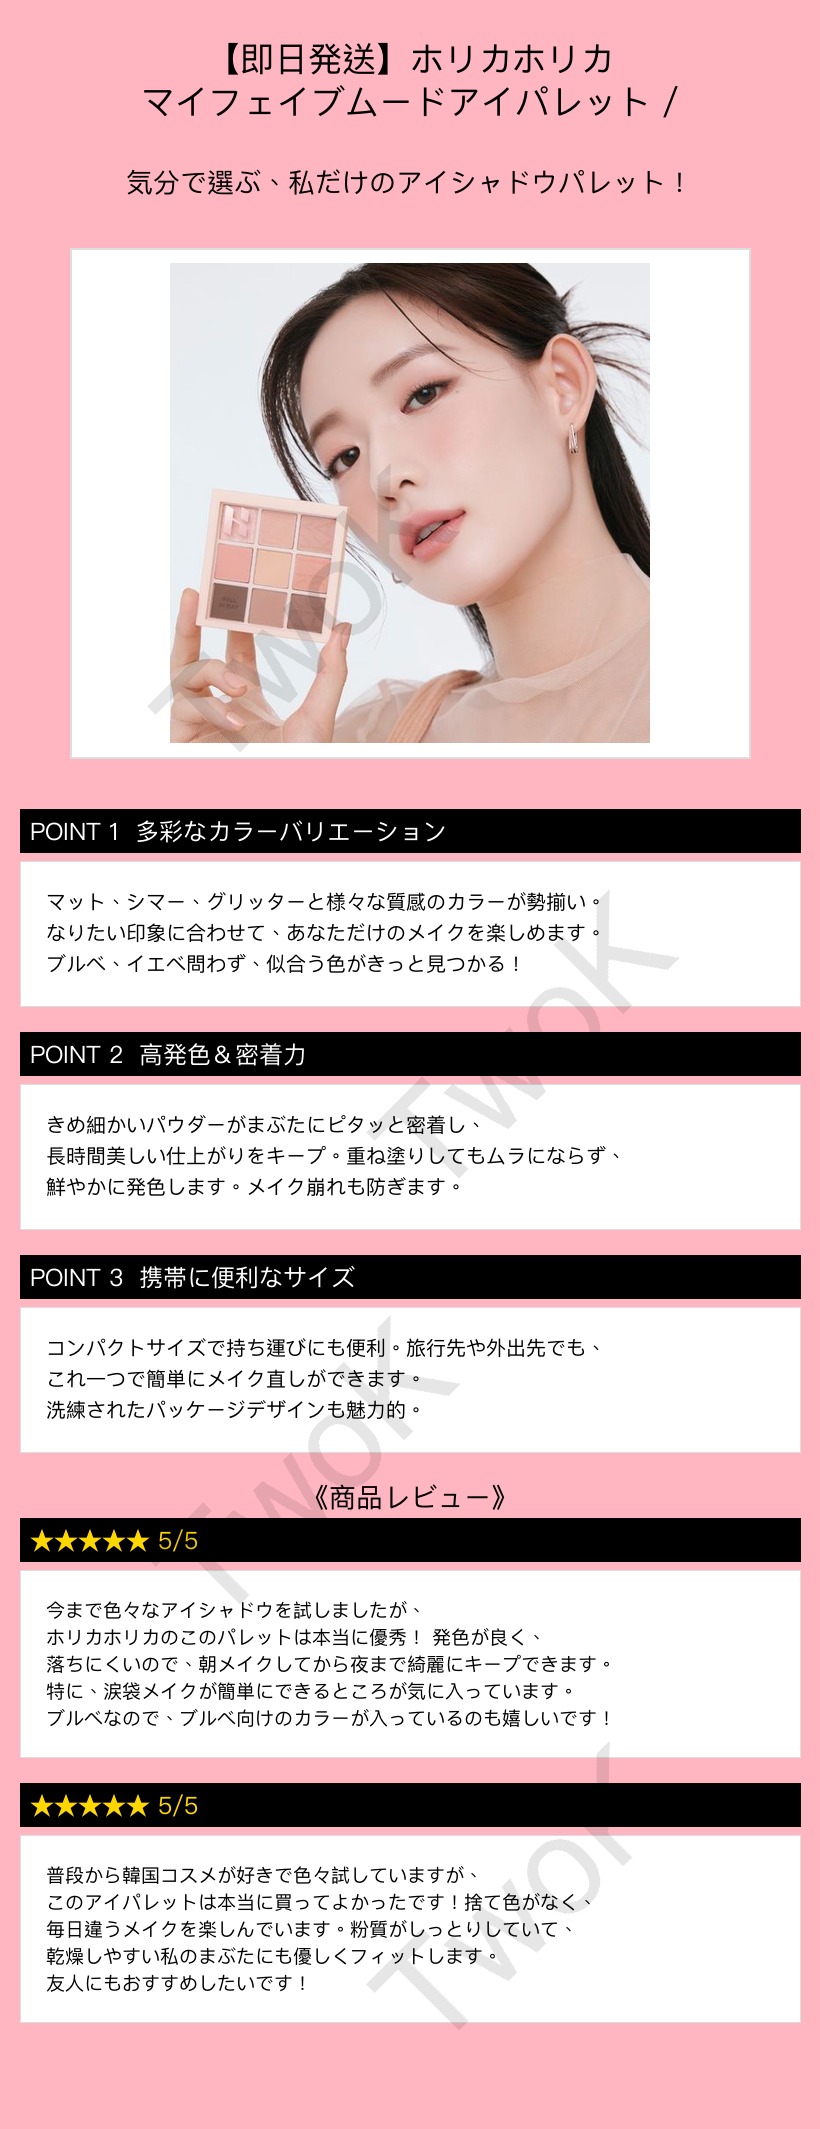 【即日発送】ホリカホリカ
マイフェイブムードアイパレット /
気分で選ぶ、私だけのアイシャドウパレット！
TwoK
POINT 1 多彩なカラーバリエーション
マット、シマー、グリッターと様々な質感のカラーが勢揃い。
なりたい印象に合わせて、あなただけのメイクを楽しめます。
ブルベ、イエベ問わず、似合う色がきっと見つかる！
TwoK
POINT 2 高発色＆密着力
きめ細かいパウダーがまぶたにピタッと密着し、
長時間美しい仕上がりをキープ。重ね塗りしてもムラにならず、
鮮やかに発色します。メイク崩れも防ぎます。
POINT 3 携帯に便利なサイズ
コンパクトサイズで持ち運びにも便利。旅行先や外出先でも、
これ一つで簡単にメイク直しができます。
洗練されたパッケージデザインも魅力的。
TwoK
《商品レビュー》
★★★★★ 5/5
今まで色々なアイシャドウを試しましたが、
ホリカホリカのこのパレットは本当に優秀！ 発色が良く、
落ちにくいので、朝メイクしてから夜まで綺麗にキープできます。
特に、涙袋メイクが簡単にできるところが気に入っています。
ブルベなので、ブルベ向けのカラーが入っているのも嬉しいです！
★★★★★ 5/5
普段から韓国コスメが好きで色々試していますが、
このアイパレットは本当に買ってよかったです！捨て色がなく、
毎日違うメイクを楽しんでいます。粉質がしっとりしていて、
乾燥しやすい私のまぶたにも優しくフィットします。
友人にもおすすめしたいです！
TwoK